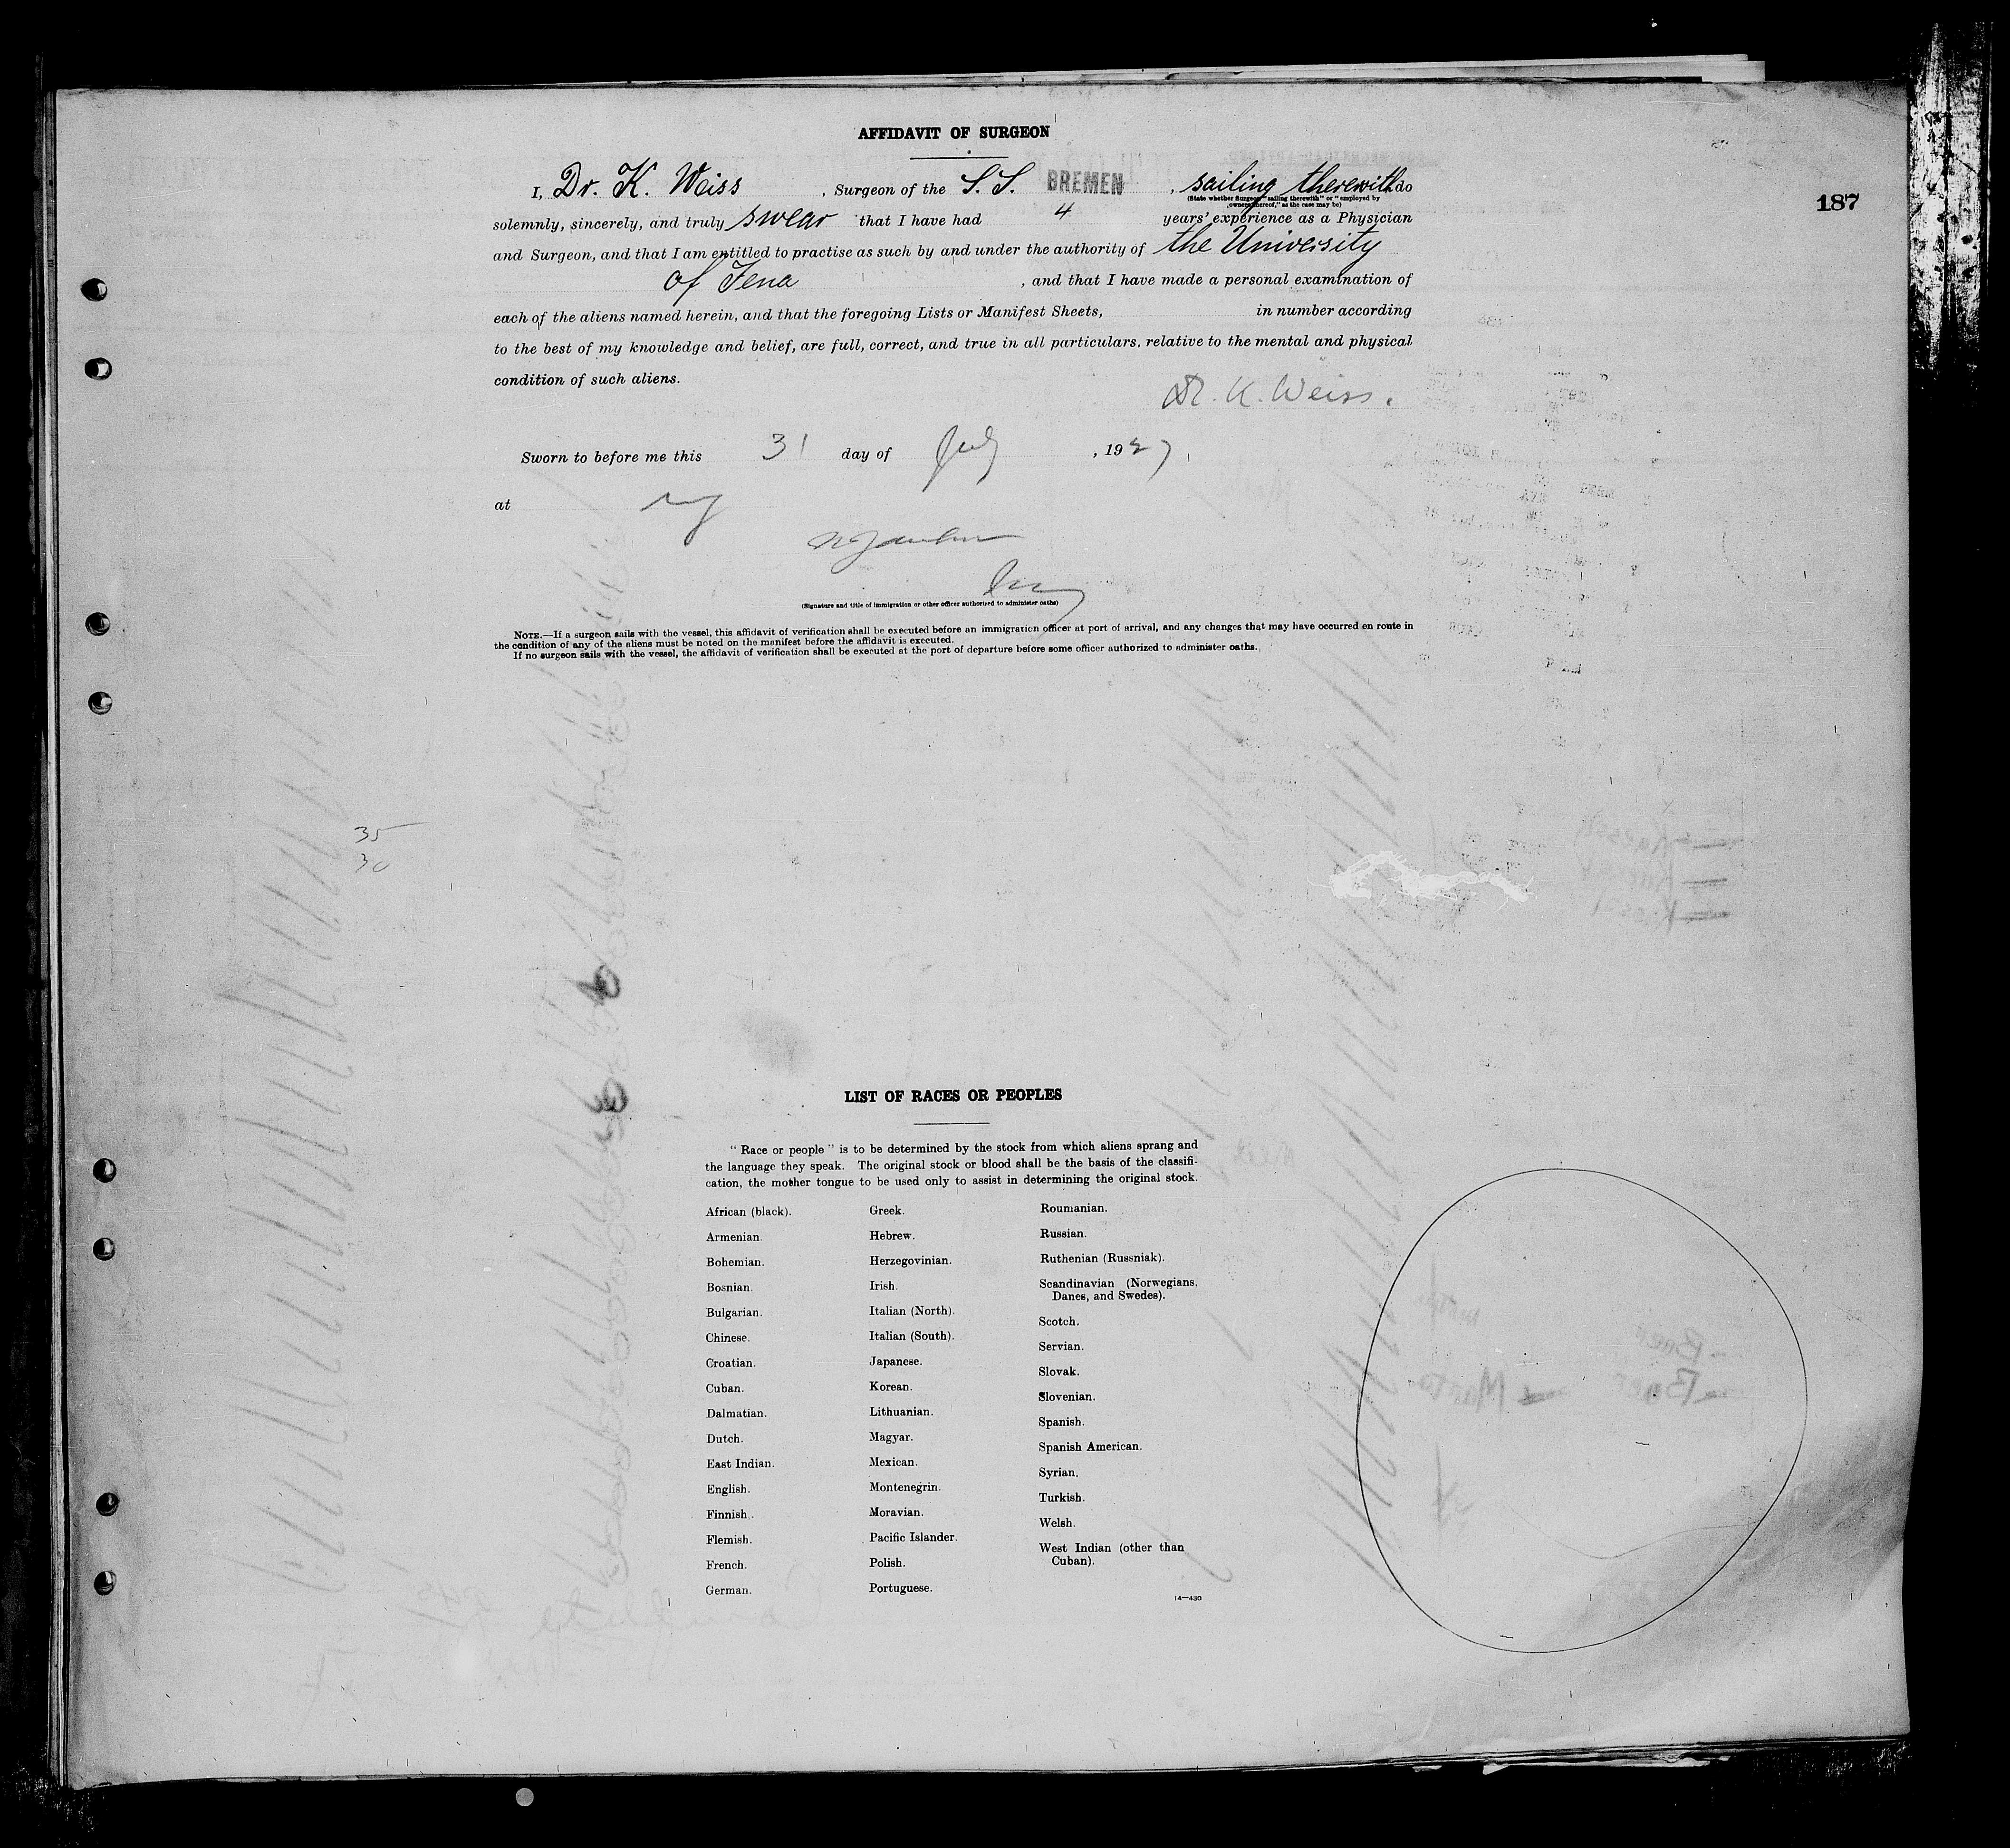 AFFIDAVIT OF SURGEON
I, Dr. K. Weiss, Surgeon of the S.S. BREMEN, sailing therewith do
(State whether Surgeon "sailing therewith" or "employed by
owners thereof," as the case may be)
187
solemnly, sincerely, and truly swear that I have had 4 years' experience as a Physician
and Surgeon, and that I am entitled to practise as such by and under the authority of the University
of Jena, and that I have made a personal examination of
each of the aliens named herein, and that the foregoing Lists or Manifest Sheets, in number according
to the best of my knowledge and belief, are full, correct, and true in all particulars, relative to the mental and physical
condition of such aliens.
Dr. K. Weiss.
Sworn to before me this 31 day of July, 1927,
at ny
(Signature and title of immigration or other officer authorized to administer oaths)
NOTE.—If a surgeon sails with the vessel, this affidavit of verification shall be executed before an immigration officer at port of arrival, and any changes that may have occurred en route in
the condition of any of the aliens must be noted on the manifest before the affidavit is executed.
If no surgeon sails with the vessel, the affidavit of verification shall be executed at the port of departure before some officer authorized to administer oaths.
35
30
LIST OF RACES OR PEOPLES
"Race or people" is to be determined by the stock from which aliens sprang and
the language they speak. The original stock or blood shall be the basis of the classifi-
cation, the mother tongue to be used only to assist in determining the original stock.
African (black).
Armenian.
Bohemian.
Bosnian.
Bulgarian.
Chinese.
Croatian.
Cuban.
Dalmatian.
Dutch.
East Indian.
English.
Finnish.
Flemish.
French.
German.
Greek.
Hebrew.
Herzegovinian.
Irish.
Italian (North).
Italian (South).
Japanese.
Korean.
Lithuanian.
Magyar.
Mexican.
Montenegrin.
Moravian.
Pacific Islander.
Polish.
Portuguese.
Roumanian.
Russian.
Ruthenian (Russniak).
Scandinavian (Norwegians,
Danes, and Swedes).
Scotch.
Servian.
Slovak.
Slovenian.
Spanish.
Spanish American.
Syrian.
Turkish.
Welsh.
West Indian (other than
Cuban).
14—430